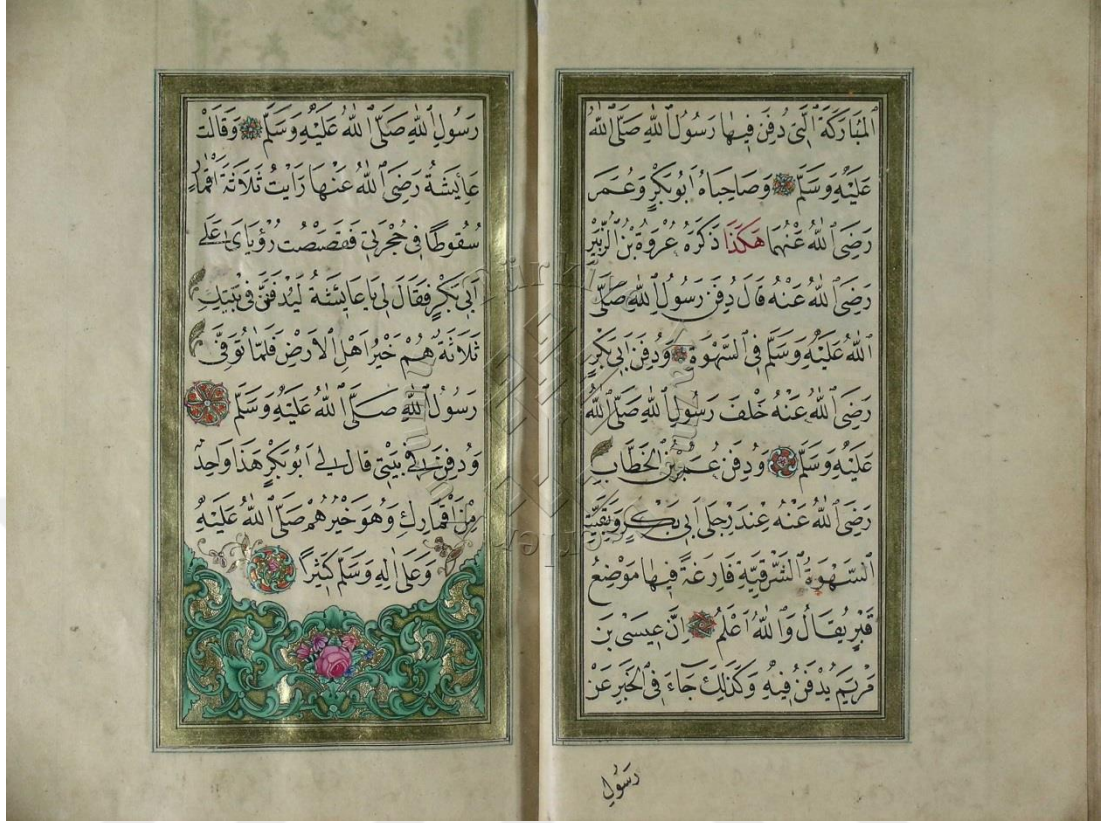 الْمُبَارَكَةَ الَّتِي دُفِنَ فِيهَا رَسُولُ اللّٰهِ صَلَّى اللّٰهُ
عَلَيْهِ وَسَلَّمَ وَصَاحِبَاهُ اَبُو بَكْرٍ وَعُمَرَ
رَضِيَ اللّٰهُ عَنْهُمَا هٰكَذَا ذَكَرَهُ عُرْوَةُ بْنُ الزُّبَيْرِ
رَضِيَ اللّٰهُ عَنْهُ قَالَ دُفِنَ رَسُولُ اللّٰهِ صَلَّى
اللّٰهُ عَلَيْهِ وَسَلَّمَ فِي السَّهْوَةِ وَدُفِنَ اَبِي بَكْرٍ
رَضِيَ اللّٰهُ عَنْهُ خَلْفَ رَسُولِ اللّٰهِ صَلَّى اللّٰهُ
عَلَيْهِ وَسَلَّمَ وَدُفِنَ عُمَرُ بْنُ الْخَطَّابِ
رَضِيَ اللّٰهُ عَنْهُ عِنْدَ رِجْلَيْ اَبِي بَكْرٍ وَبَقِيَتِ
السَّهْوَةُ الشَّرْقِيَّةِ فَارِغَةً فِيهَا مَوْضِعُ
قَبْرٍ يُقَالُ وَاللّٰهُ اَعْلَمُ اِنَّ عِيسَى بْنَ
مَرْيَمَ يُدْفَنُ فِيهِ وَكَذٰلِكَ جَاءَ فِي الْخَبَرِ عَنْ
رَسُولِ
رَسُولِ اللّٰهِ صَلَّى اللّٰهُ عَلَيْهِ وَسَلَّمَ وَقَالَتْ
عَائِشَةُ رَضِيَ اللّٰهُ عَنْهَا رَاَيْتُ ثَلَاثَةَ اَقْمَارٍ
سُقُوطًا فِي حُجْرَتِي فَقَصَصْتُ رُؤْيَايَ عَلَى
اَبِي بَكْرٍ فَقَالَ لِي يَا عَائِشَةُ لَيُدْفَنَنَّ فِي بَيْتِكِ
ثَلَاثَةٌ هُمْ خَيْرُ اَهْلِ الْاَرْضِ فَلَمَّا تُوُفِّيَ
رَسُولُ اللّٰهِ صَلَّى اللّٰهُ عَلَيْهِ وَسَلَّمَ
وَدُفِنَ فِي بَيْتِي قَالَ لِي اَبُو بَكْرٍ هٰذَا وَاحِدٌ
مِنْ اَقْمَارِكِ وَهُوَ خَيْرُهُمْ صَلَّى اللّٰهُ عَلَيْهِ
وَعَلٰى اٰلِهِ وَسَلَّمَ كَثِيرًا